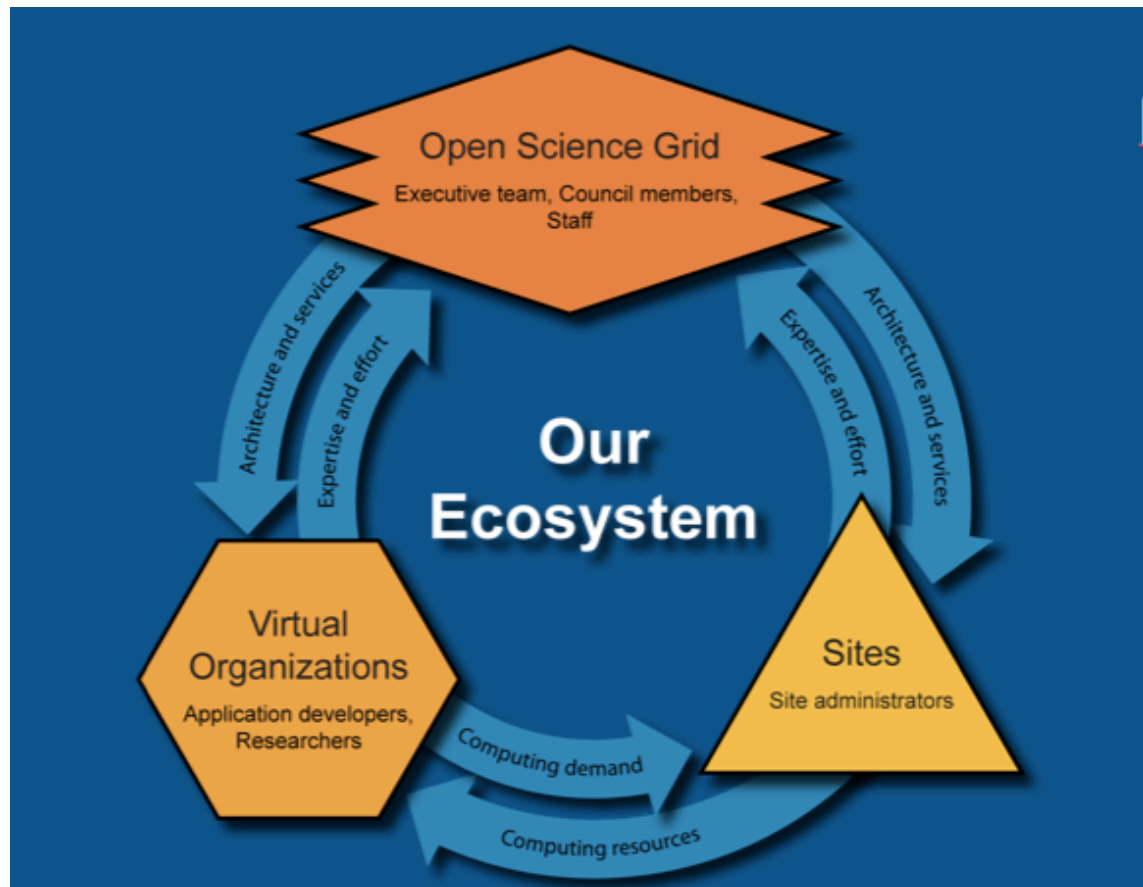 Open Science Grid
Executive team, Council members,
Staff
Architecture and services
Expertise and effort
Expertise and effort
Architecture and services
Our
Ecosystem
Virtual
Organizations
Application developers,
Researchers
Sites
Site administrators
Computing demand
Computing resources